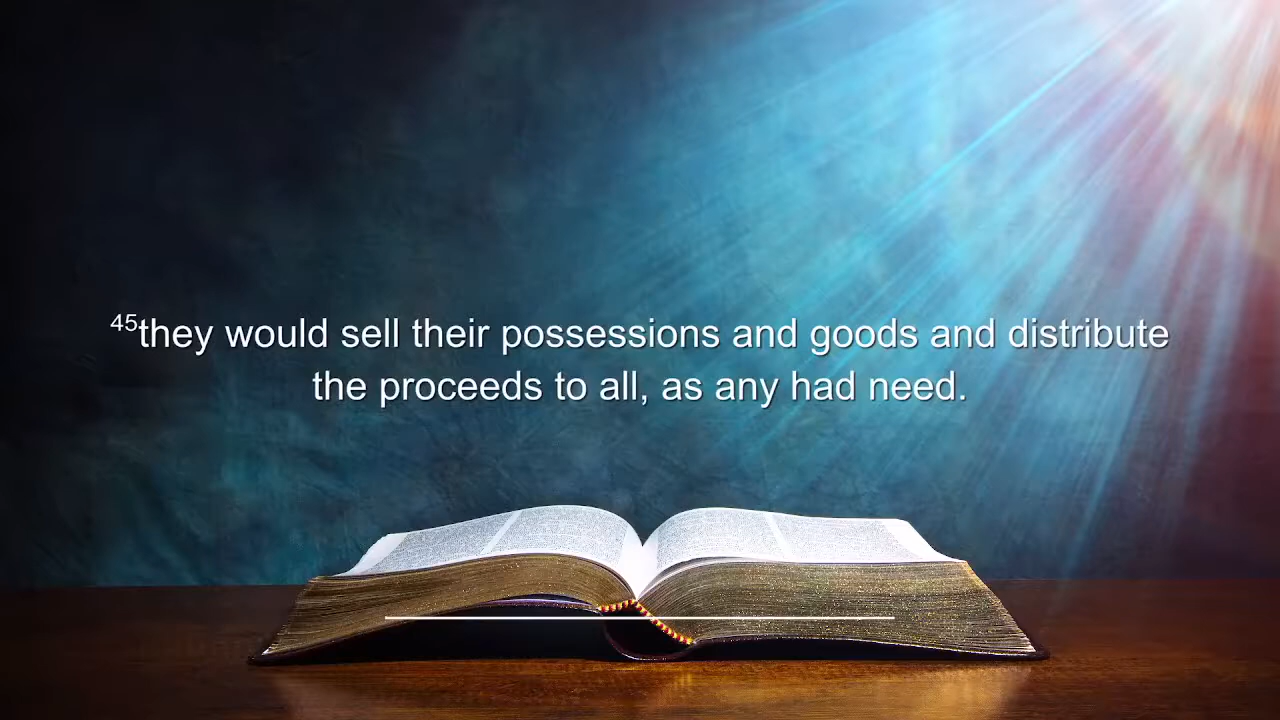 45they would sell their possessions and goods and distribute
the proceeds to all, as any had need.